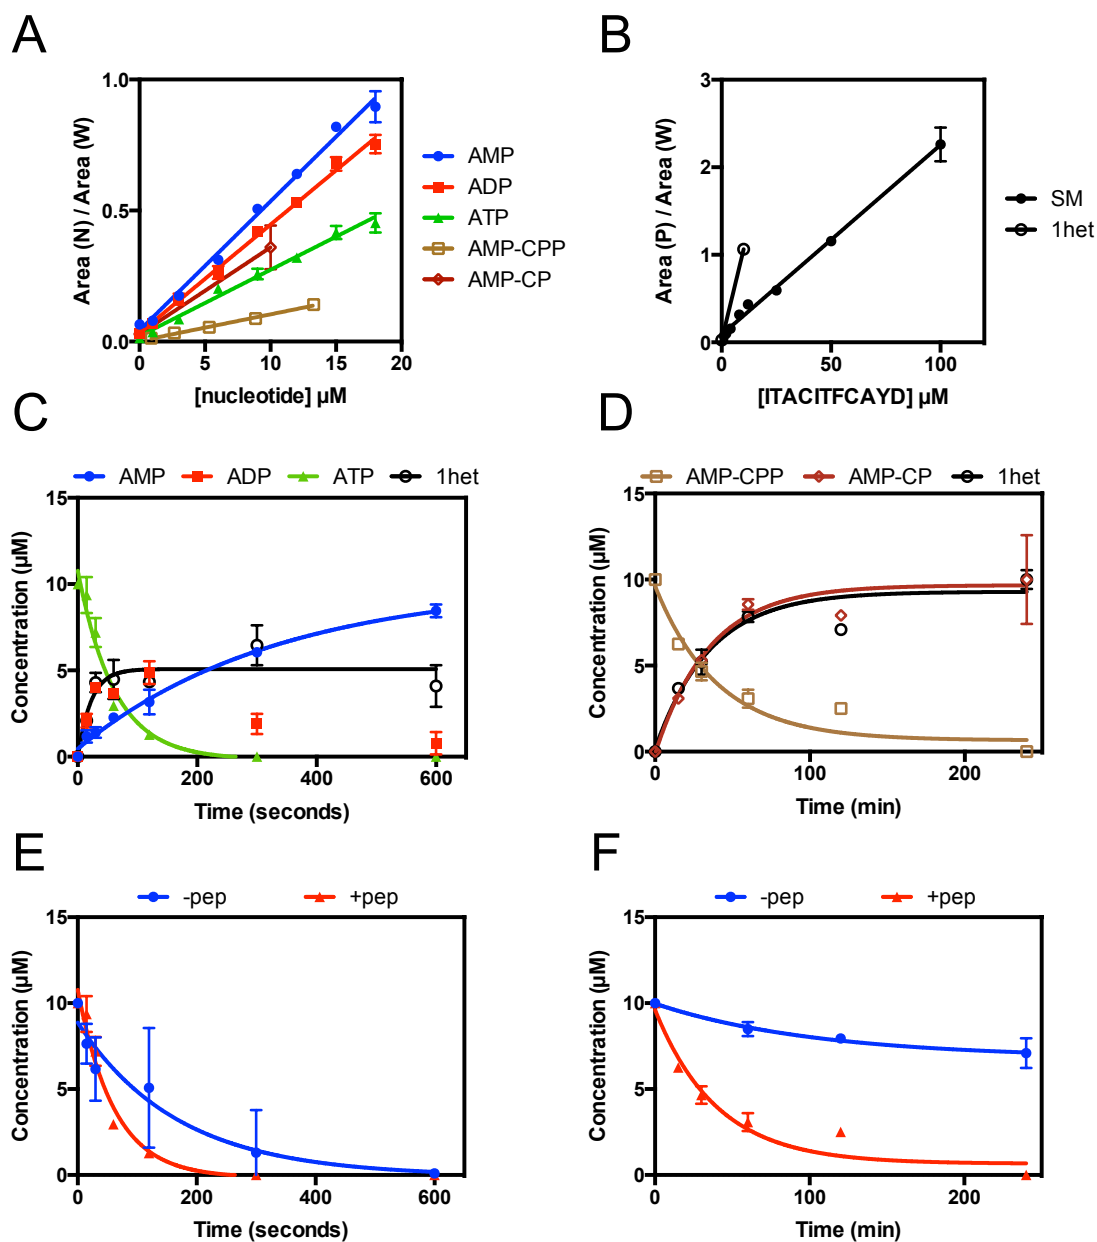 A
1.0
0.5
0.0
0 5 10 15 20
Area (N) / Area (W)
[nucleotide] µM
AMP
ADP
ATP
AMP-CPP
AMP-CP
B
3
2
1
0
0 50 100
Area (P) / Area (W)
[ITACITFCAYD] µM
SM
1het
C
AMP ADP ATP 1het
15
10
5
0
0 200 400 600
Concentration (µM)
Time (seconds)
D
AMP-CPP AMP-CP 1het
15
10
5
0
0 100 200
Concentration (µM)
Time (min)
E
-pep +pep
15
10
5
0
0 200 400 600
Concentration (µM)
Time (seconds)
F
-pep +pep
15
10
5
0
0 100 200
Concentration (µM)
Time (min)